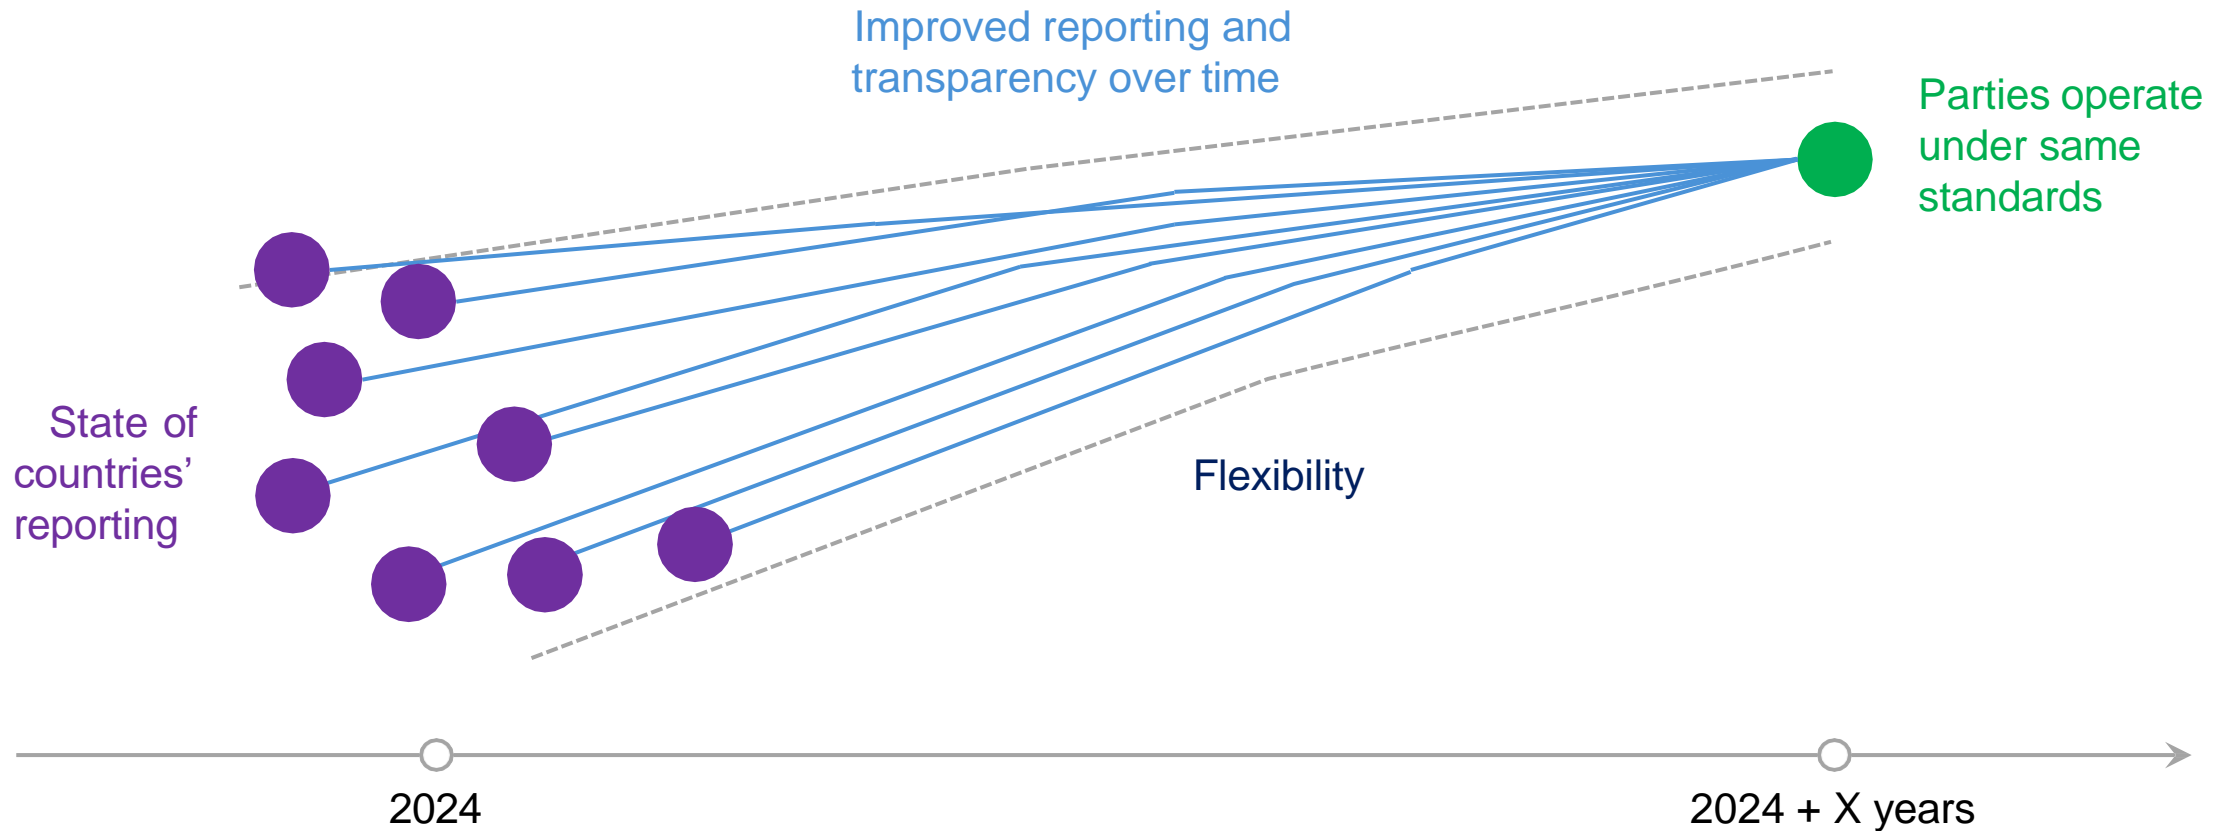 Improved reporting and
transparency over time
Parties operate
under same
standards
State of
countries’
reporting
Flexibility
2024
2024 + X years